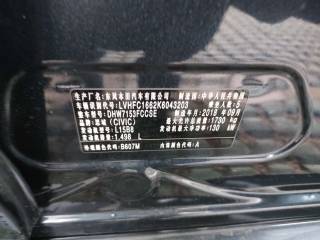 生产厂名:东风本田汽车有限公司 制造国:中华人民共和国
车辆识别代号:LVHFC1662K6043203 乘坐人数:5
整车型号:DHW7153FCCSE 制造年月:2018 年 09月
品牌:思域 (CIVIC) 最大允许总质量:1730 kg
发动机型号:L15B8 发动机最大净功率:130 kW
发动机排量:1.498 L
外观颜色代码:B607M 内饰颜色代码:A